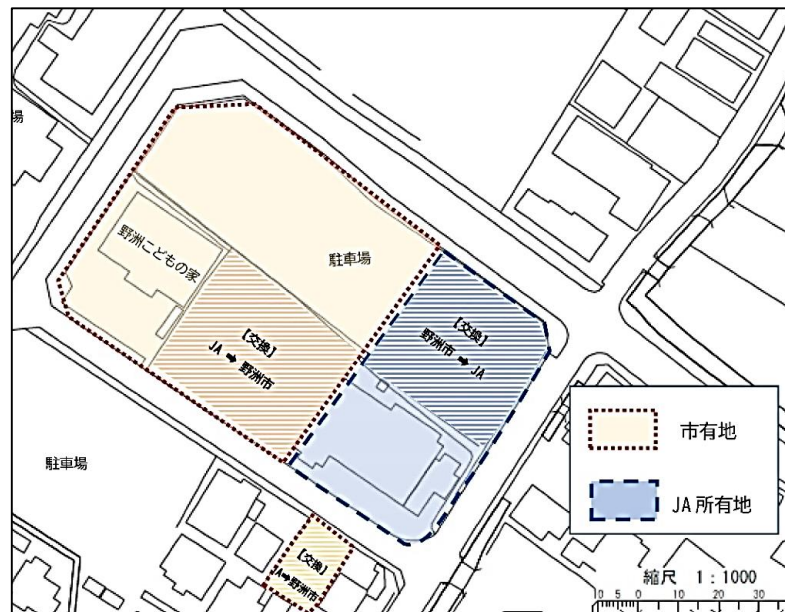 場
野洲こどもの家
駐車場
【交換】
JA ➡ 野洲市
【交換】
野洲市 ➡ JA
駐車場
【交換】
JA➡野洲市
市有地
JA 所有地
縮尺 1：1000
10 5 0 10 20 30